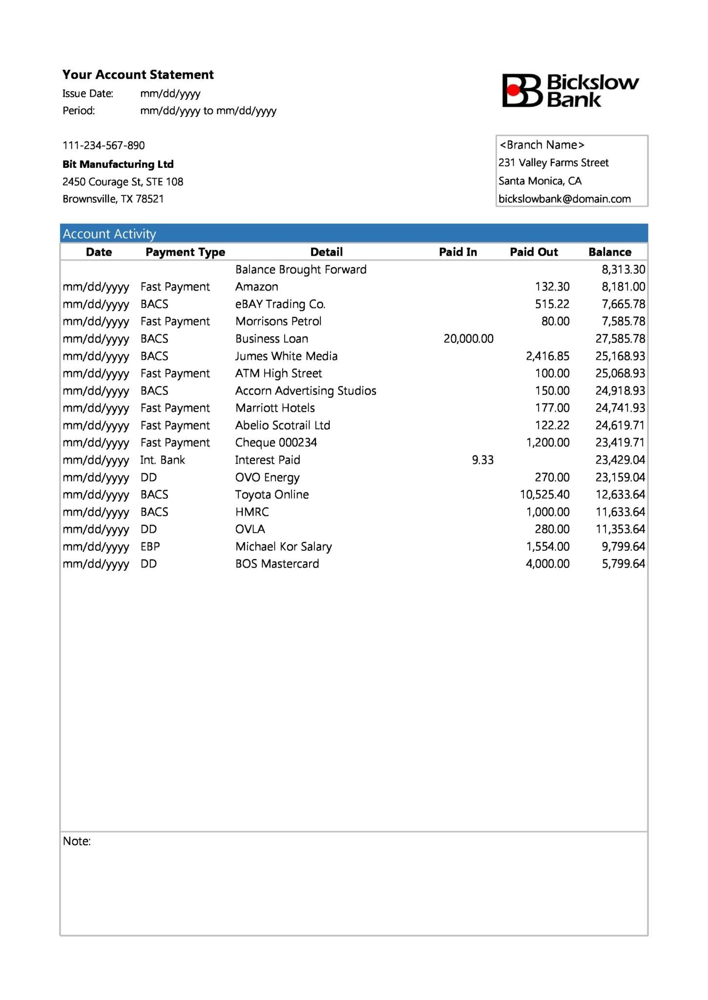 Your Account Statement
Issue Date: mm/dd/yyyy
Period: mm/dd/yyyy to mm/dd/yyyy
BB Bickslow
Bank
111-234-567-890
Bit Manufacturing Ltd
2450 Courage St, STE 108
Brownsville, TX 78521
<Branch Name>
231 Valley Farms Street
Santa Monica, CA
bickslowbank@domain.com
Account Activity
Date Payment Type Detail Paid In Paid Out Balance
Balance Brought Forward 8,313.30
mm/dd/yyyy Fast Payment Amazon 132.30 8,181.00
mm/dd/yyyy BACS eBAY Trading Co. 515.22 7,665.78
mm/dd/yyyy Fast Payment Morrisons Petrol 80.00 7,585.78
mm/dd/yyyy BACS Business Loan 20,000.00 27,585.78
mm/dd/yyyy BACS Jumes White Media 2,416.85 25,168.93
mm/dd/yyyy Fast Payment ATM High Street 100.00 25,068.93
mm/dd/yyyy BACS Accorn Advertising Studios 150.00 24,918.93
mm/dd/yyyy Fast Payment Marriott Hotels 177.00 24,741.93
mm/dd/yyyy Fast Payment Abelio Scotrail Ltd 122.22 24,619.71
mm/dd/yyyy Fast Payment Cheque 000234 1,200.00 23,419.71
mm/dd/yyyy Int. Bank Interest Paid 9.33 23,429.04
mm/dd/yyyy DD OVO Energy 270.00 23,159.04
mm/dd/yyyy BACS Toyota Online 10,525.40 12,633.64
mm/dd/yyyy BACS HMRC 1,000.00 11,633.64
mm/dd/yyyy DD OVLA 280.00 11,353.64
mm/dd/yyyy EBP Michael Kor Salary 1,554.00 9,799.64
mm/dd/yyyy DD BOS Mastercard 4,000.00 5,799.64
Note: